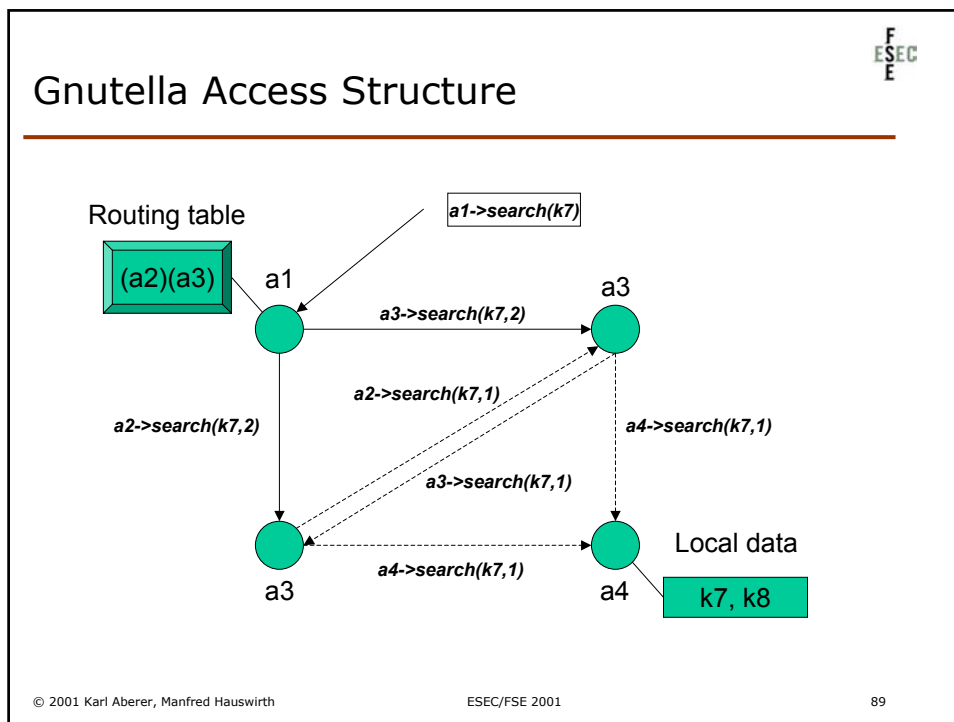 F
ESEC
E
Gnutella Access Structure
a1->search(k7)
Routing table
(a2)(a3)
a1
a3
a3->search(k7,2)
a2->search(k7,1)
a2->search(k7,2)
a4->search(k7,1)
a3->search(k7,1)
Local data
a4->search(k7,1)
a3
a4
k7, k8
© 2001 Karl Aberer, Manfred Hauswirth
ESEC/FSE 2001
89